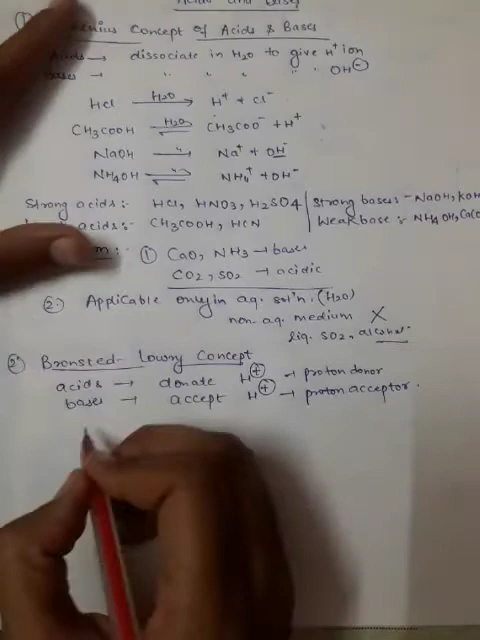 Acids and Bases
① Concept of Acids & Bases
Acids → dissociate in H2O to give H+ ion
bases → " " " " " OH⊖
HCl —H2O→ H+ + Cl-
CH3COOH ⇌H2O CH3COO- + H+
NaOH —"→ Na+ + OH-
NH4OH ⇌" NH4+ + OH-
Strong acids:- HCl, HNO3, H2SO4 | Strong bases:- NaOH, KOH
acids:- CH3COOH, HCN | Weak base:- NH4OH, Ca(O
① CaO, NH3 → base
CO2, SO2 → acidic
② Applicable only in aq. sol'n. (H2O)
non aq. medium X
liq. SO2, alcohol
② Bronsted- Lowry Concept
acids → donate H⊕ → proton donor
bases → accept H⊕ → proton acceptor.